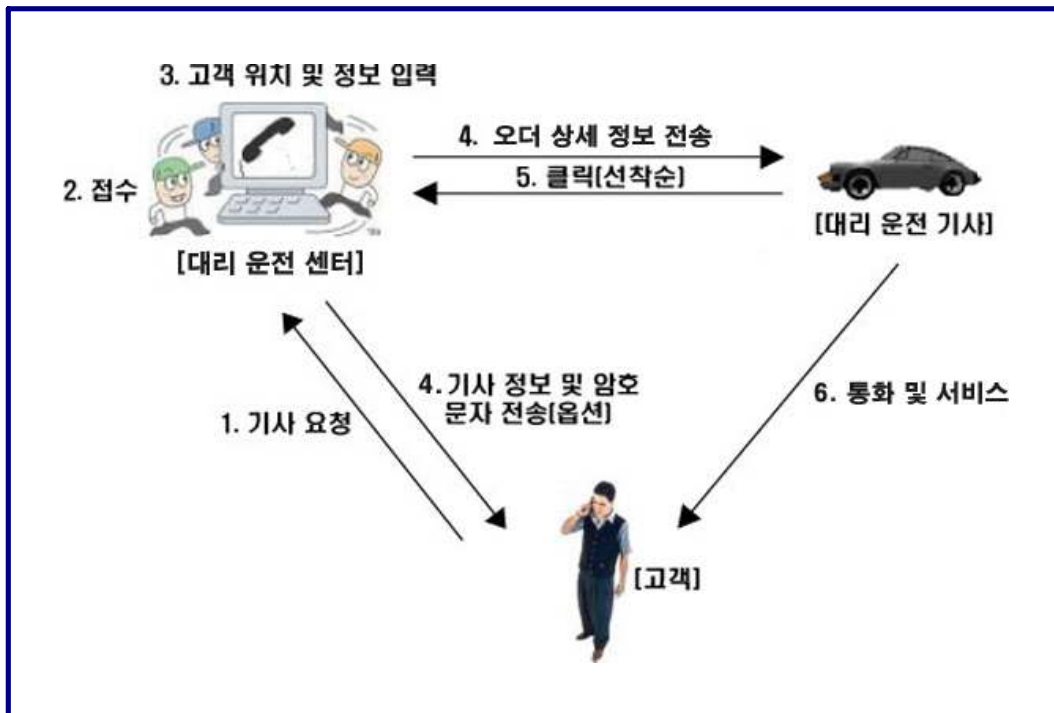 3. 고객 위치 및 정보 입력
4. 오더 상세 정보 전송
5. 클릭(선착순)
2. 접수
[대리 운전 센터]
[대리 운전 기사]
4. 기사 정보 및 암호
문자 전송(옵션)
1. 기사 요청
6. 통화 및 서비스
[고객]